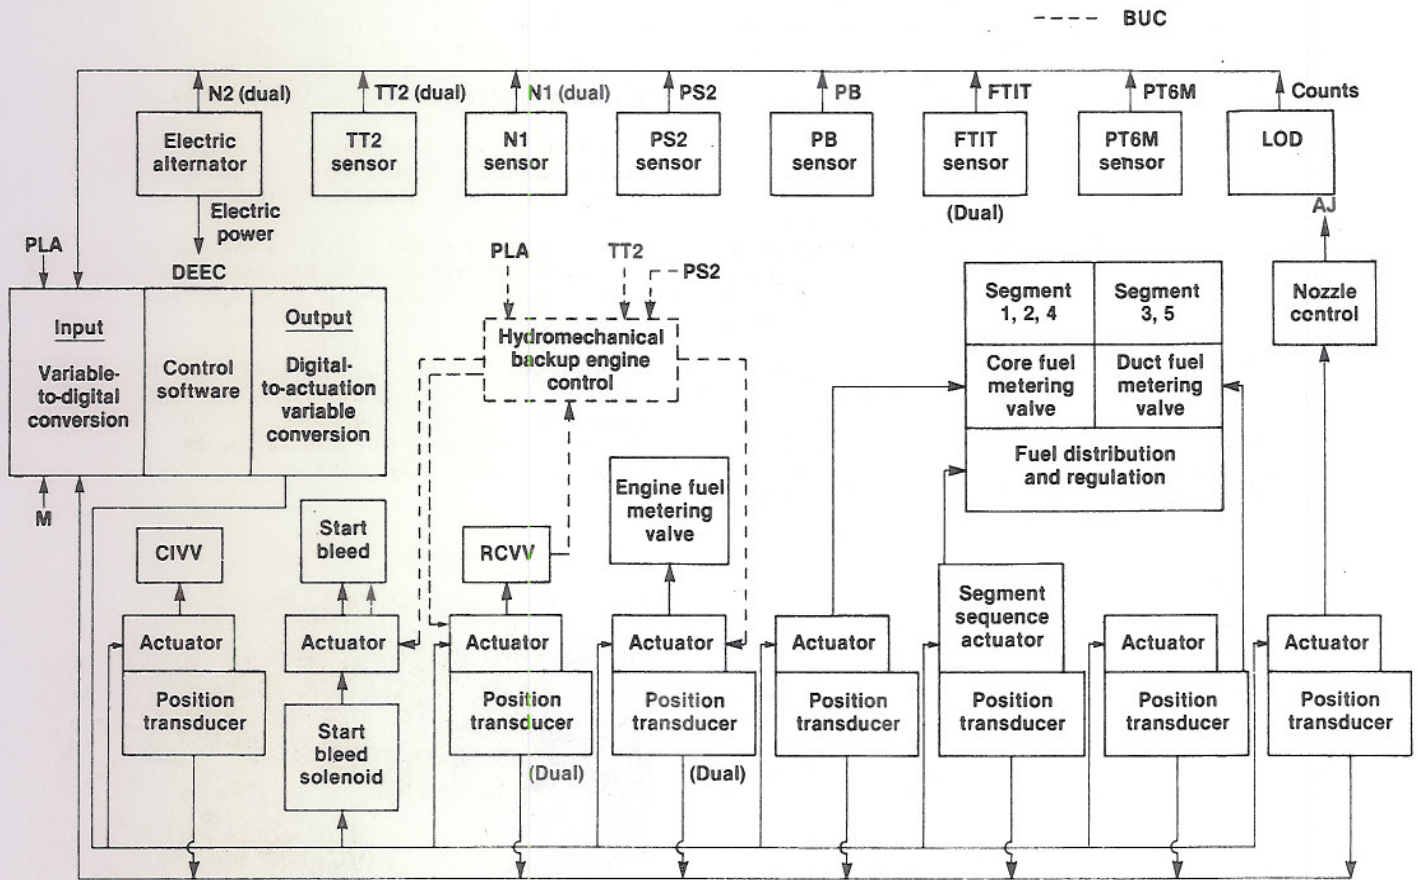 BUC
N2 (dual)
TT2 (dual)
N1 (dual)
PS2
PB
FTIT
PT6M
Counts
Electric
alternator
TT2
sensor
N1
sensor
PS2
sensor
PB
sensor
FTIT
sensor
PT6M
sensor
LOD
(Dual)
AJ
Electric
power
PLA
DEEC
PLA
TT2
PS2
Input
Variable-
to-digital
conversion
Control
software
Output
Digital-
to-actuation
variable
conversion
Hydromechanical
backup engine
control
Segment
1, 2, 4
Segment
3, 5
Core fuel
metering
valve
Duct fuel
metering
valve
Fuel distribution
and regulation
Nozzle
control
M
CIVV
Start
bleed
RCVV
Engine fuel
metering
valve
Actuator
Actuator
Actuator
Actuator
Actuator
Segment
sequence
actuator
Actuator
Actuator
Position
transducer
Start
bleed
solenoid
Position
transducer
Position
transducer
Position
transducer
Position
transducer
Position
transducer
Position
transducer
(Dual)
(Dual)